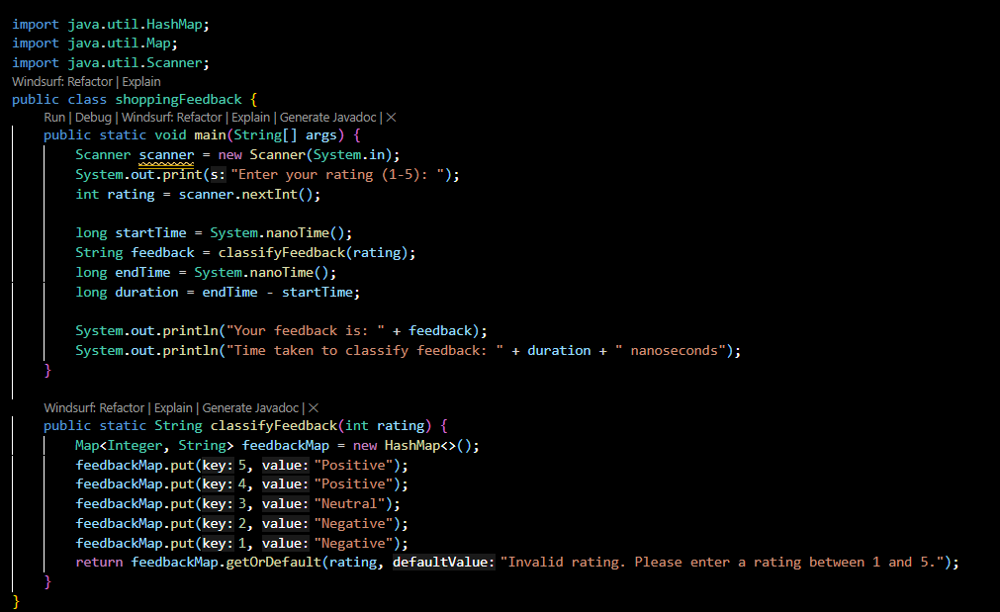 import java.util.HashMap;
import java.util.Map;
import java.util.Scanner;
Windsurf: Refactor | Explain
public class shoppingFeedback {
Run | Debug | Windsurf: Refactor | Explain | Generate Javadoc | ×
public static void main(String[] args) {
Scanner scanner = new Scanner(System.in);
System.out.print(s: "Enter your rating (1-5): ");
int rating = scanner.nextInt();
long startTime = System.nanoTime();
String feedback = classifyFeedback(rating);
long endTime = System.nanoTime();
long duration = endTime - startTime;
System.out.println("Your feedback is: " + feedback);
System.out.println("Time taken to classify feedback: " + duration + " nanoseconds");
}
Windsurf: Refactor | Explain | Generate Javadoc | ×
public static String classifyFeedback(int rating) {
Map<Integer, String> feedbackMap = new HashMap<>();
feedbackMap.put(key: 5, value: "Positive");
feedbackMap.put(key: 4, value: "Positive");
feedbackMap.put(key: 3, value: "Neutral");
feedbackMap.put(key: 2, value: "Negative");
feedbackMap.put(key: 1, value: "Negative");
return feedbackMap.getOrDefault(rating, defaultValue: "Invalid rating. Please enter a rating between 1 and 5.");
}
}